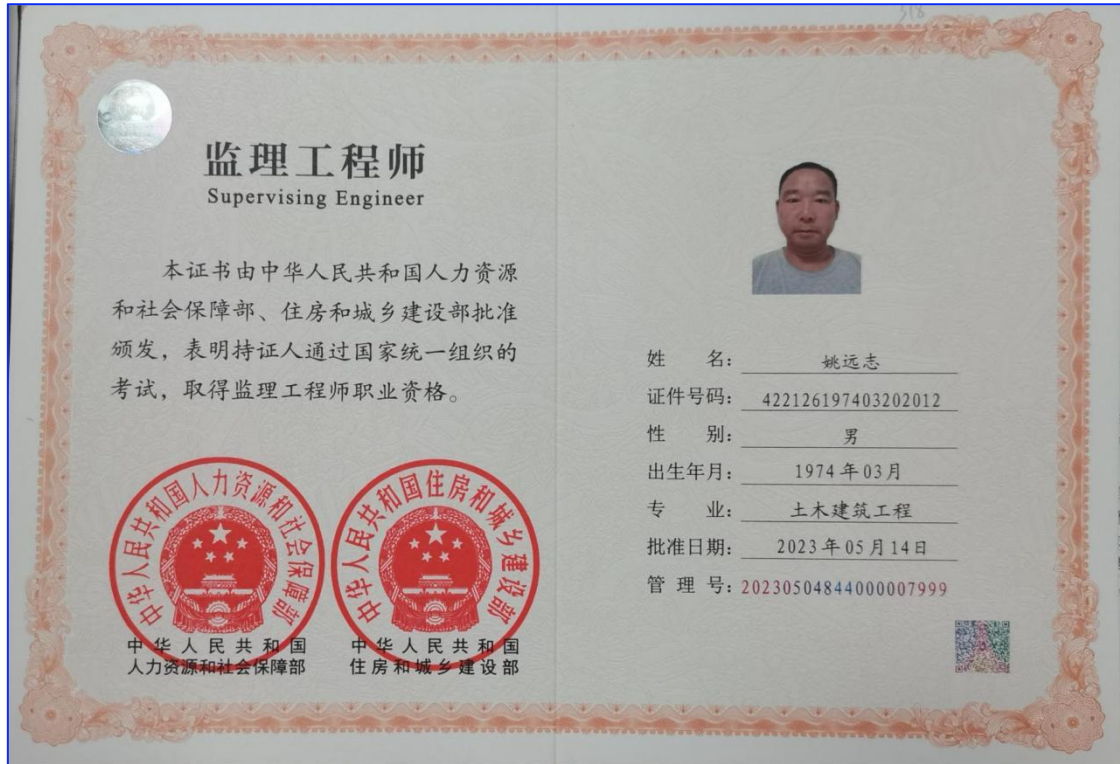 318
监理工程师
Supervising Engineer
本证书由中华人民共和国人力资源
和社会保障部、住房和城乡建设部批准
颁发，表明持证人通过国家统一组织的
考试，取得监理工程师职业资格。
中华人民共和国人力资源和社会保障部
中华人民共和国住房和城乡建设部
中华人民共和国
人力资源和社会保障部
中华人民共和国
住房和城乡建设部
姓名：姚远志
证件号码：422126197403202012
性别：男
出生年月：1974年03月
专业：土木建筑工程
批准日期：2023年05月14日
管理号：20230504844000007999